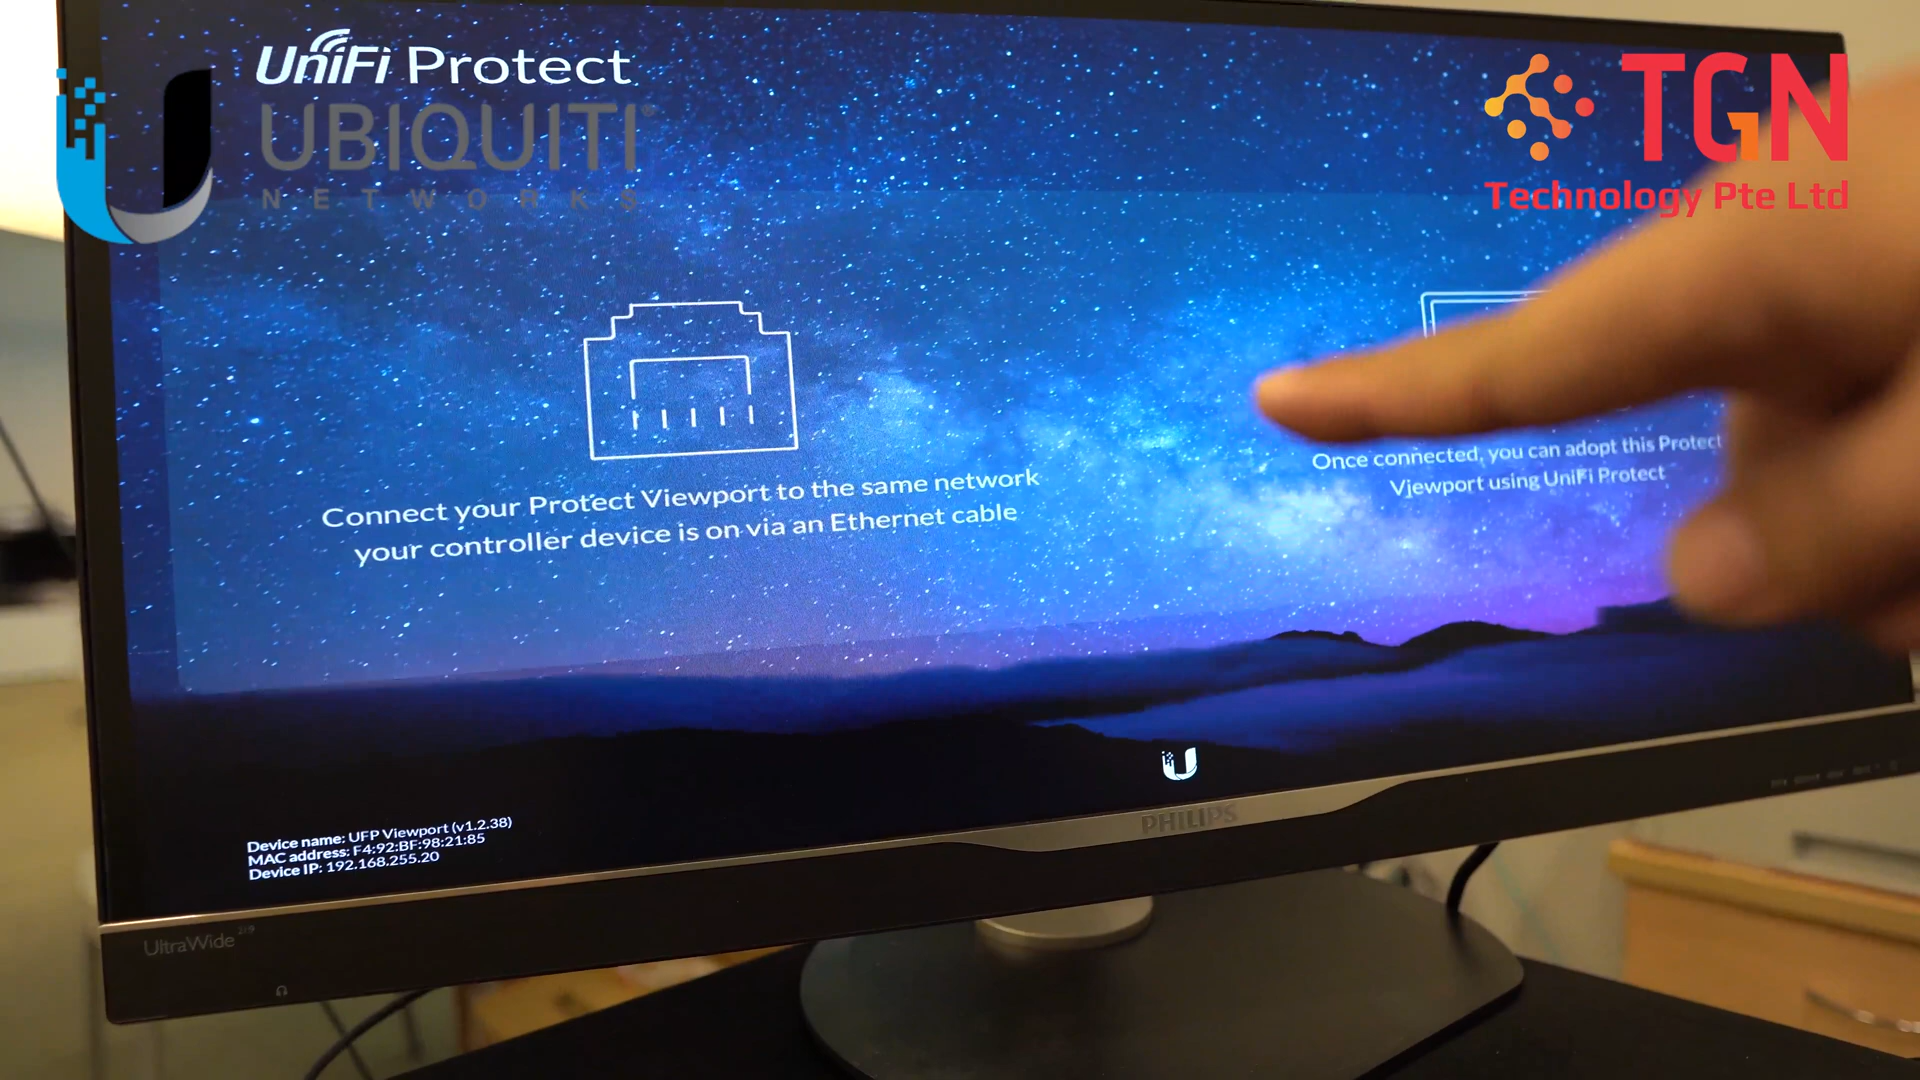 UniFi Protect
UBIQUITI
NETWORKS
TGN
Technology Pte Ltd
Connect your Protect Viewport to the same network
your controller device is on via an Ethernet cable
Once connected, you can adopt this Protect
Viewport using UniFi Protect
Device name: UFP Viewport (v1.2.38)
MAC address: F4:92:BF:98:21:85
Device IP: 192.168.255.20
PHILIPS
UltraWide